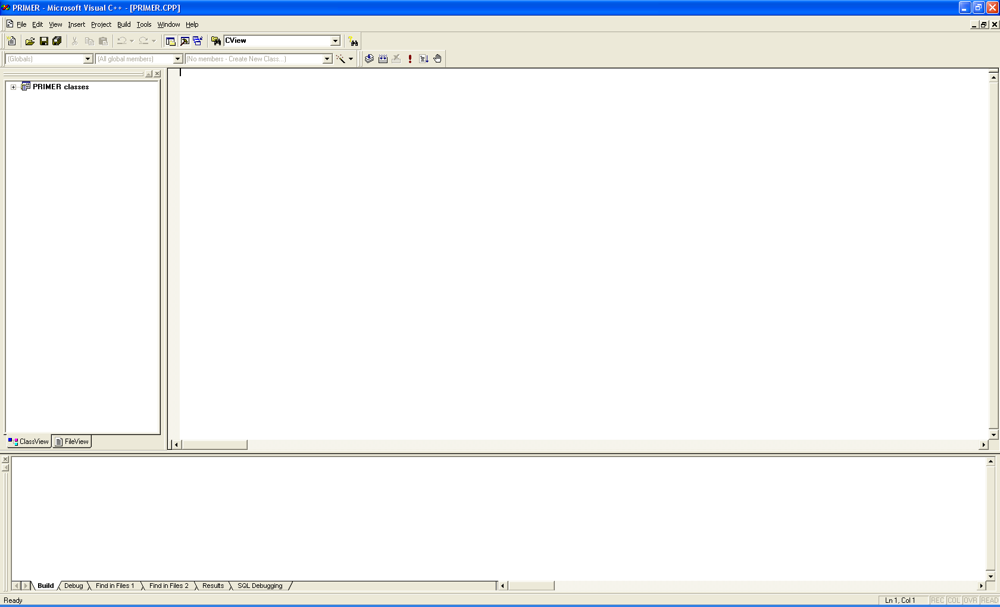 PRIMER - Microsoft Visual C++ - [PRIMER.CPP]
File Edit View Insert Project Build Tools Window Help
CView
(Globals) (All global members) (No members - Create New Class...)
PRIMER classes
ClassView FileView
Build Debug Find in Files 1 Find in Files 2 Results SQL Debugging
Ready Ln 1, Col 1 REC COL OVR READ